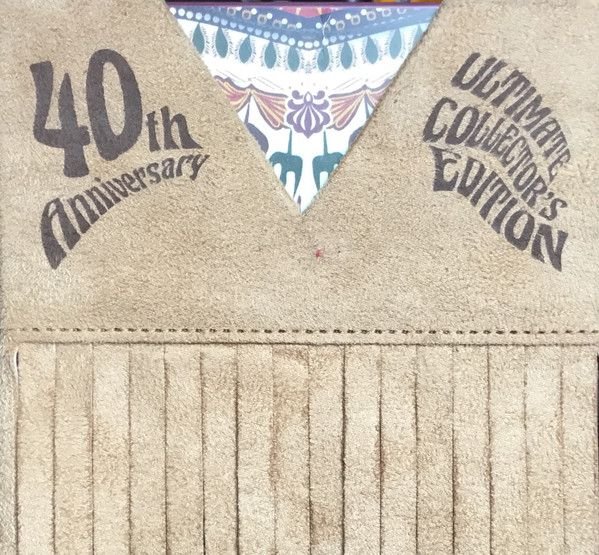 40th
Anniversary
ULTIMATE
COLLECTOR'S
EDITION